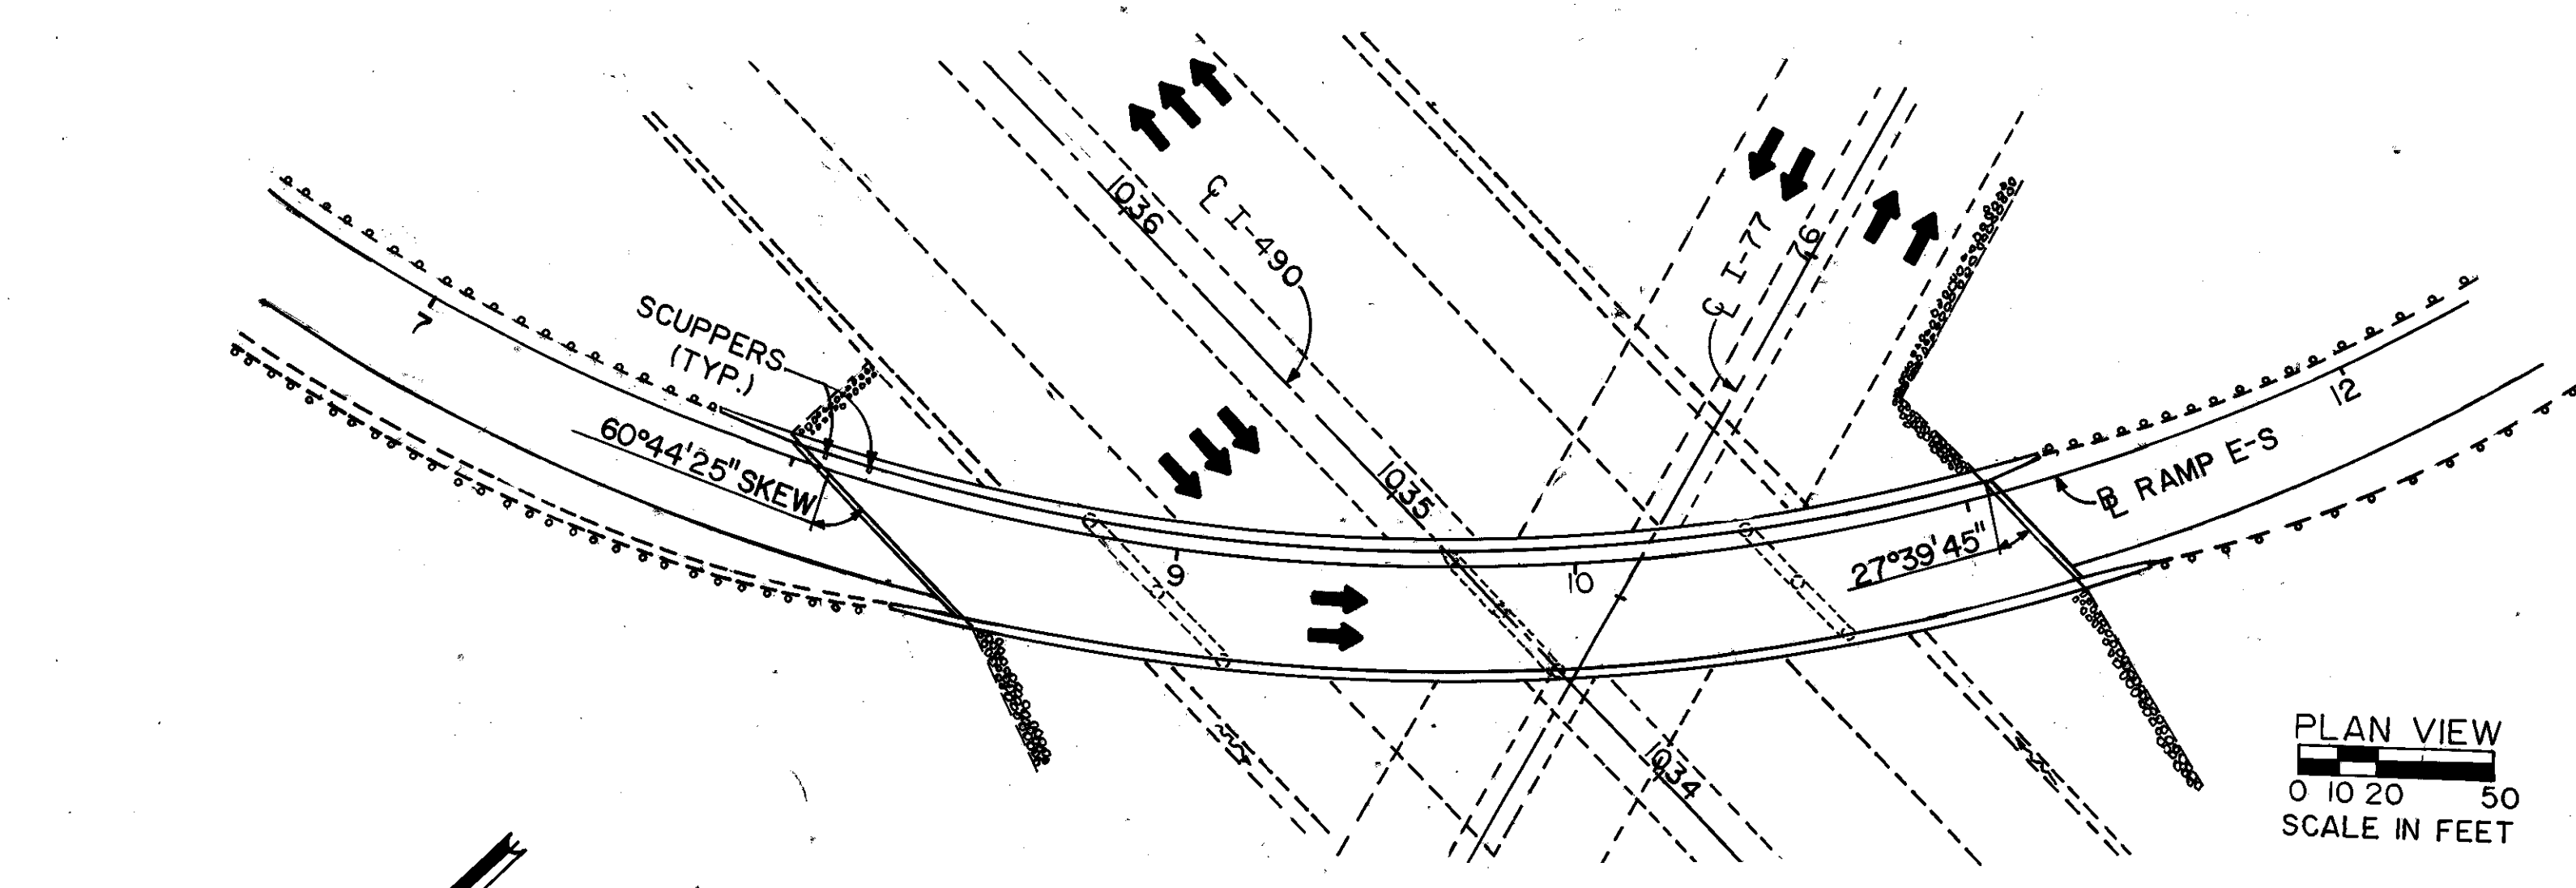 1036
℄ I-490
℄ I-77
76
7
SCUPPERS
(TYP.)
60°44'25" SKEW
1035
9
10
27°39'45"
℄ RAMP E-S
12
1034
PLAN VIEW
0 10 20 50
SCALE IN FEET